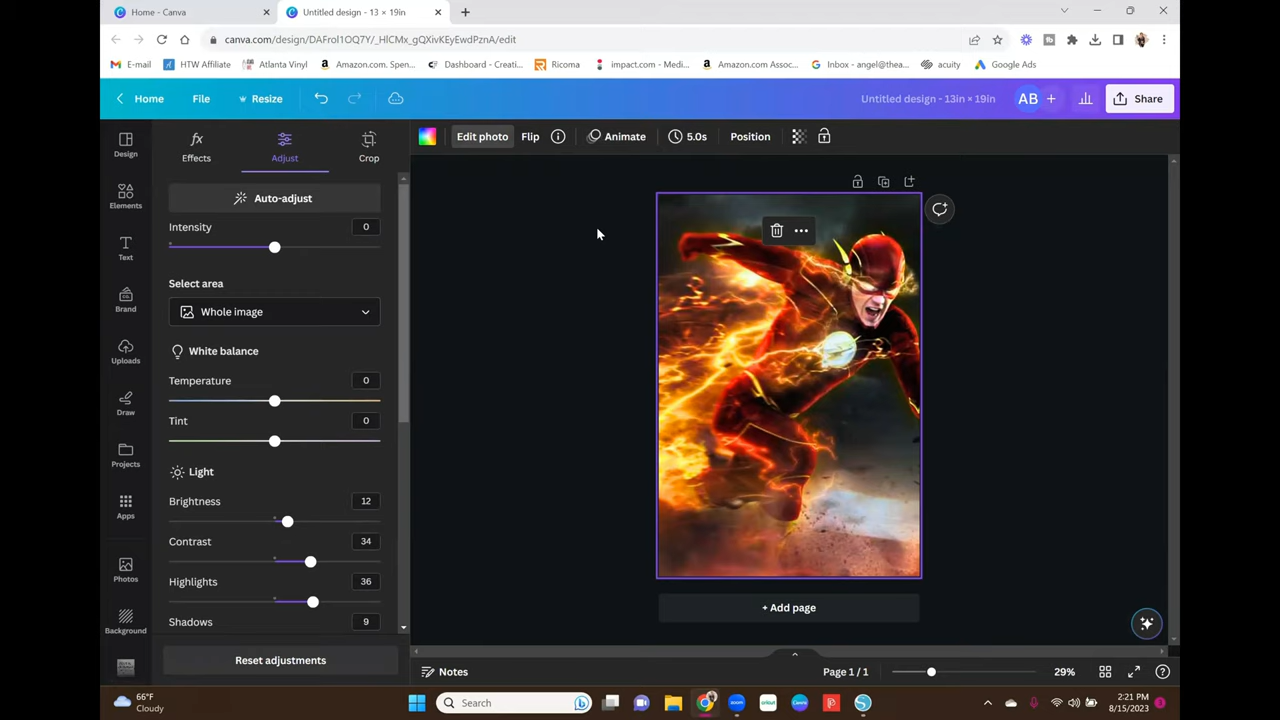 Home - Canva
Untitled design - 13 × 19in
canva.com/design/DAFrol1OQ7Y/_HlCMx_gQXivKEyEwdPznA/edit
E-mail
HTW Affiliate
Atlanta Vinyl
Amazon.com. Spen...
Dashboard - Creati...
Ricoma
impact.com - Medi...
Amazon.com Assoc...
Inbox - angel@thea...
acuity
Google Ads
Home
File
Resize
Untitled design - 13in × 19in
AB
Share
Design
Elements
Text
Brand
Uploads
Draw
Projects
Apps
Photos
Background
Effects
Adjust
Crop
Auto-adjust
Intensity 0
Select area
Whole image
White balance
Temperature 0
Tint 0
Light
Brightness 12
Contrast 34
Highlights 36
Shadows 9
Reset adjustments
Edit photo
Flip
Animate
5.0s
Position
+ Add page
Notes
Page 1 / 1
29%
66°F
Cloudy
Search
2:21 PM
8/15/2023